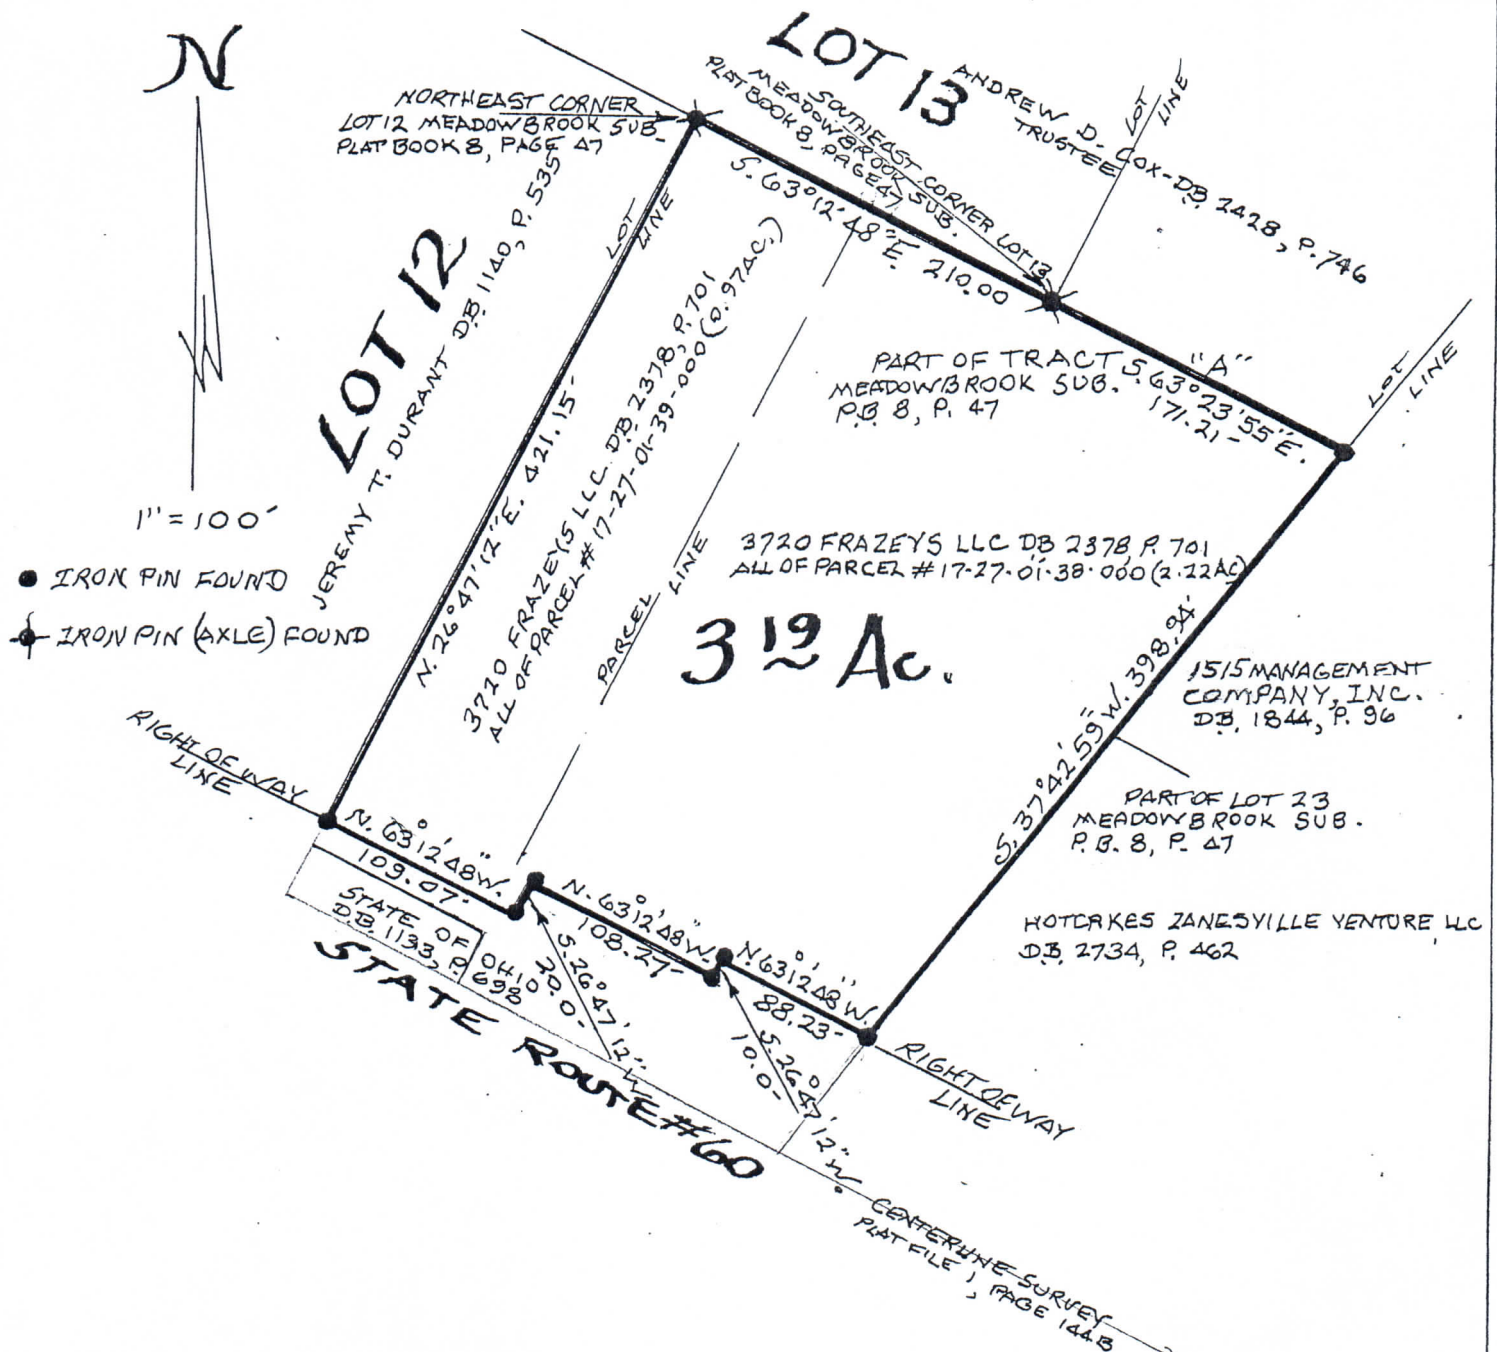 N
1"=100'
IRON PIN FOUND
IRON PIN (AXLE) FOUND
NORTHEAST CORNER
LOT 12 MEADOWBROOK SUB.
PLAT BOOK 8, PAGE 47
LOT 13
ANDREW D. COX-DB 2428, P. 746
TRUSTEE
SOUTHEAST CORNER LOT 13
MEADOWBROOK SUB.
PLAT BOOK 8, PAGE 47
LOT
LINE
S. 63°12'48"E. 210.00
LOT 12
JEREMY T. DURANT DB 1140, P. 535
LOT
LINE
N. 26°47'12"E. 421.15'
3720 FRAZEYS LLC. DB 2378, P. 701
ALL OF PARCEL # 17-27-01-39-000 (0.97AC.)
PARCEL LINE
PART OF TRACT "A"
MEADOWBROOK SUB.
P.B 8, P. 47
S. 63°23'55"E.
171.21-
LOT
LINE
3720 FRAZEYS LLC DB 2378, P. 701
ALL OF PARCEL # 17-27-01-38-000 (2.22AC)
3 19 Ac.
S. 37°42'59"W. 398.94'
1515 MANAGEMENT
COMPANY, INC.
DB. 1844, P. 96
PART OF LOT 23
MEADOWBROOK SUB.
P.B. 8, P. 47
HOTCAKES ZANESVILLE VENTURE, LLC
D.B. 2734, P. 462
RIGHT OF WAY
LINE
N. 63°12'48"W.
109.07-
STATE OF OHIO
D.B. 1133, P. 698
S. 26°47'12"W.
20.0-
N. 63°12'48"W.
108.27-
N. 63°12'48"W.
88.23-
S. 26°47'12"W.
10.0-
RIGHT OF WAY
LINE
STATE ROUTE #60
CENTERLINE SURVEY
PLAT FILE 1, PAGE 144B